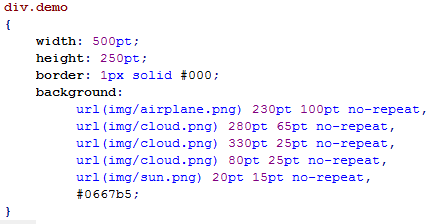 div.demo
{
width: 500pt;
height: 250pt;
border: 1px solid #000;
background:
url(img/airplane.png) 230pt 100pt no-repeat,
url(img/cloud.png) 280pt 65pt no-repeat,
url(img/cloud.png) 330pt 25pt no-repeat,
url(img/cloud.png) 80pt 25pt no-repeat,
url(img/sun.png) 20pt 15pt no-repeat,
#0667b5;
}